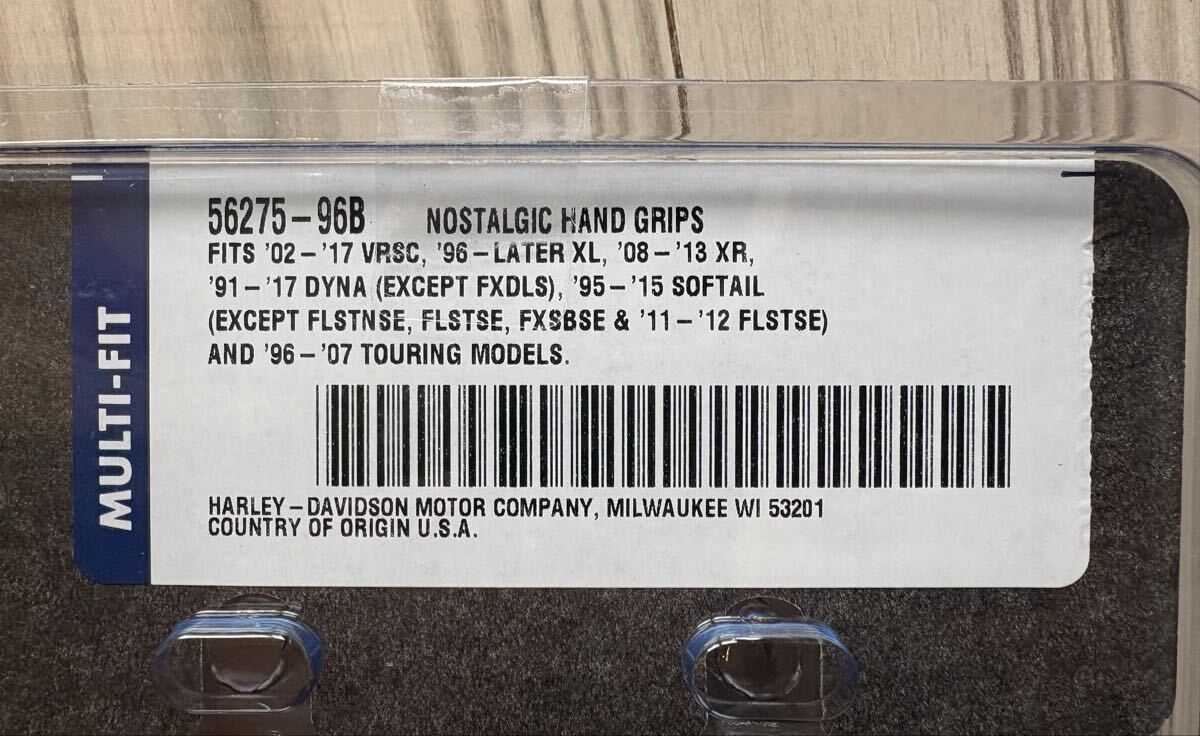 MULTI-FIT
56275-96B NOSTALGIC HAND GRIPS
FITS '02-'17 VRSC, '96-LATER XL, '08-'13 XR,
'91-'17 DYNA (EXCEPT FXDLS), '95-'15 SOFTAIL
(EXCEPT FLSTNSE, FLSTSE, FXSBSE & '11-'12 FLSTSE)
AND '96-'07 TOURING MODELS.
HARLEY-DAVIDSON MOTOR COMPANY, MILWAUKEE WI 53201
COUNTRY OF ORIGIN U.S.A.